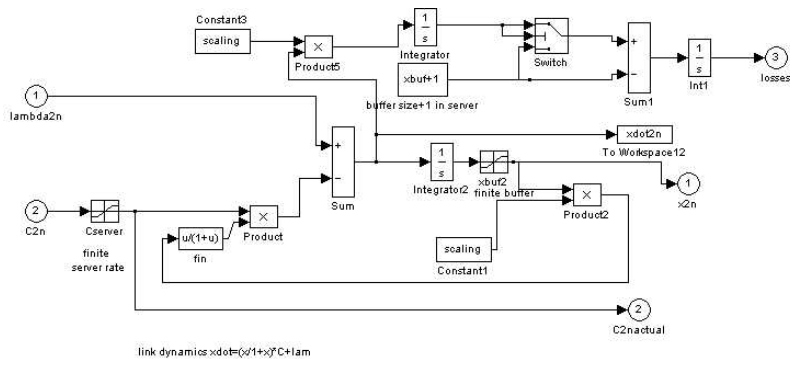 Constant3
scaling
×
Product5
1
s
Integrator
Switch
xbuf+1
buffer size+1 in server
+
−
Sum1
1
s
Int1
3
losses
1
lambda2n
+
−
Sum
xdot2n
To Workspace12
1
s
Integrator2
xbuf2
finite buffer
×
Product2
1
x2n
2
C2n
Cserver
finite
server rate
u/(1+u)
fin
×
Product
scaling
Constant1
2
C2nactual
link dynamics xdot=(x/1+x)*C+lam